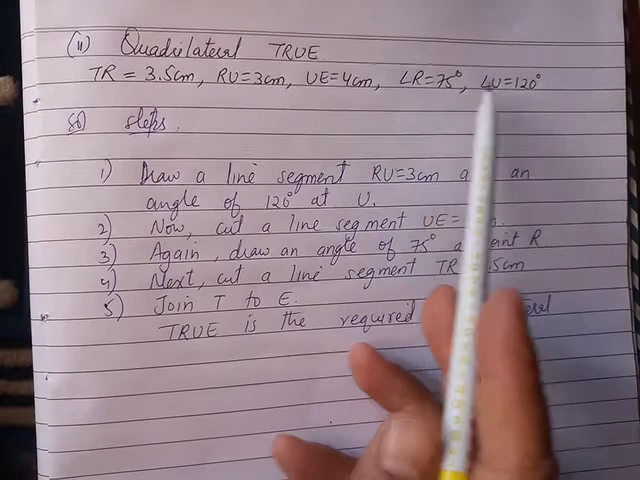 (ii) Quadrilateral TRUE
TR = 3.5cm, RU=3cm, UE=4cm, ∠R=75°, ∠U=120°
Sol steps.
1) Draw a line segment RU=3cm an
angle of 120° at U.
2) Now, cut a line segment UE=
3) Again, draw an angle of 75° R
4) Next, cut a line segment TR 5cm
5) Join T to E.
TRUE is the required